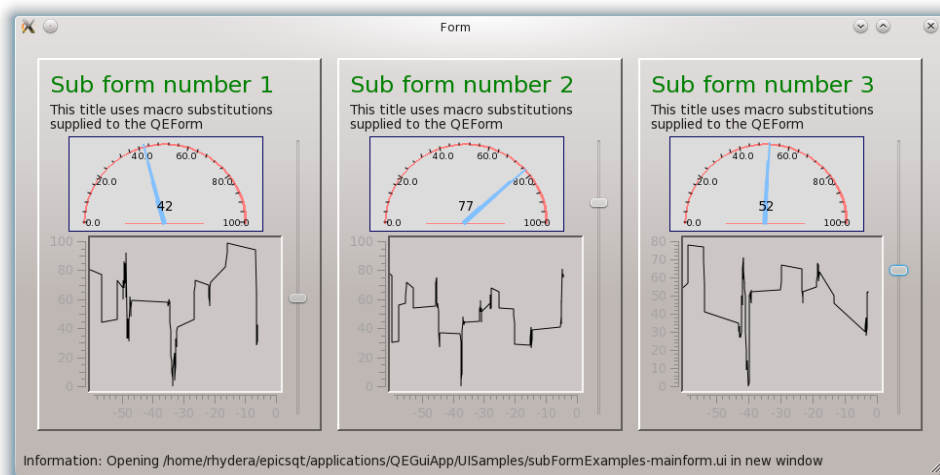 Form
Sub form number 1
This title uses macro substitutions
supplied to the QEForm
0.0 20.0 40.0 60.0 80.0 100.0
42
100
80
60
40
20
0
-50 -40 -30 -20 -10 0
Sub form number 2
This title uses macro substitutions
supplied to the QEForm
0.0 20.0 40.0 60.0 80.0 100.0
77
100
80
60
40
20
0
-50 -40 -30 -20 -10 0
Sub form number 3
This title uses macro substitutions
supplied to the QEForm
0.0 20.0 40.0 60.0 80.0 100.0
52
80
70
60
50
40
30
20
10
0
-50 -40 -30 -20 -10 0
Information: Opening /home/rhydera/epicsqt/applications/QEGuiApp/UISamples/subFormExamples-mainform.ui in new window